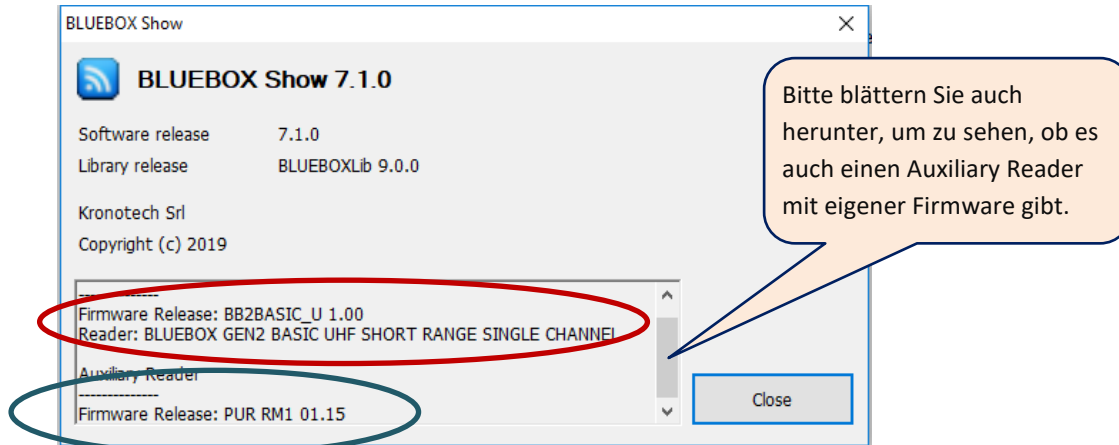 BLUEBOX Show
BLUEBOX Show 7.1.0
Software release 7.1.0
Library release BLUEBOXLib 9.0.0
Kronotech Srl
Copyright (c) 2019
--------------
Firmware Release: BB2BASIC_U 1.00
Reader: BLUEBOX GEN2 BASIC UHF SHORT RANGE SINGLE CHANNEL
Auxiliary Reader
--------------
Firmware Release: PUR RM1 01.15
Close
Bitte blättern Sie auch
herunter, um zu sehen, ob es
auch einen Auxiliary Reader
mit eigener Firmware gibt.